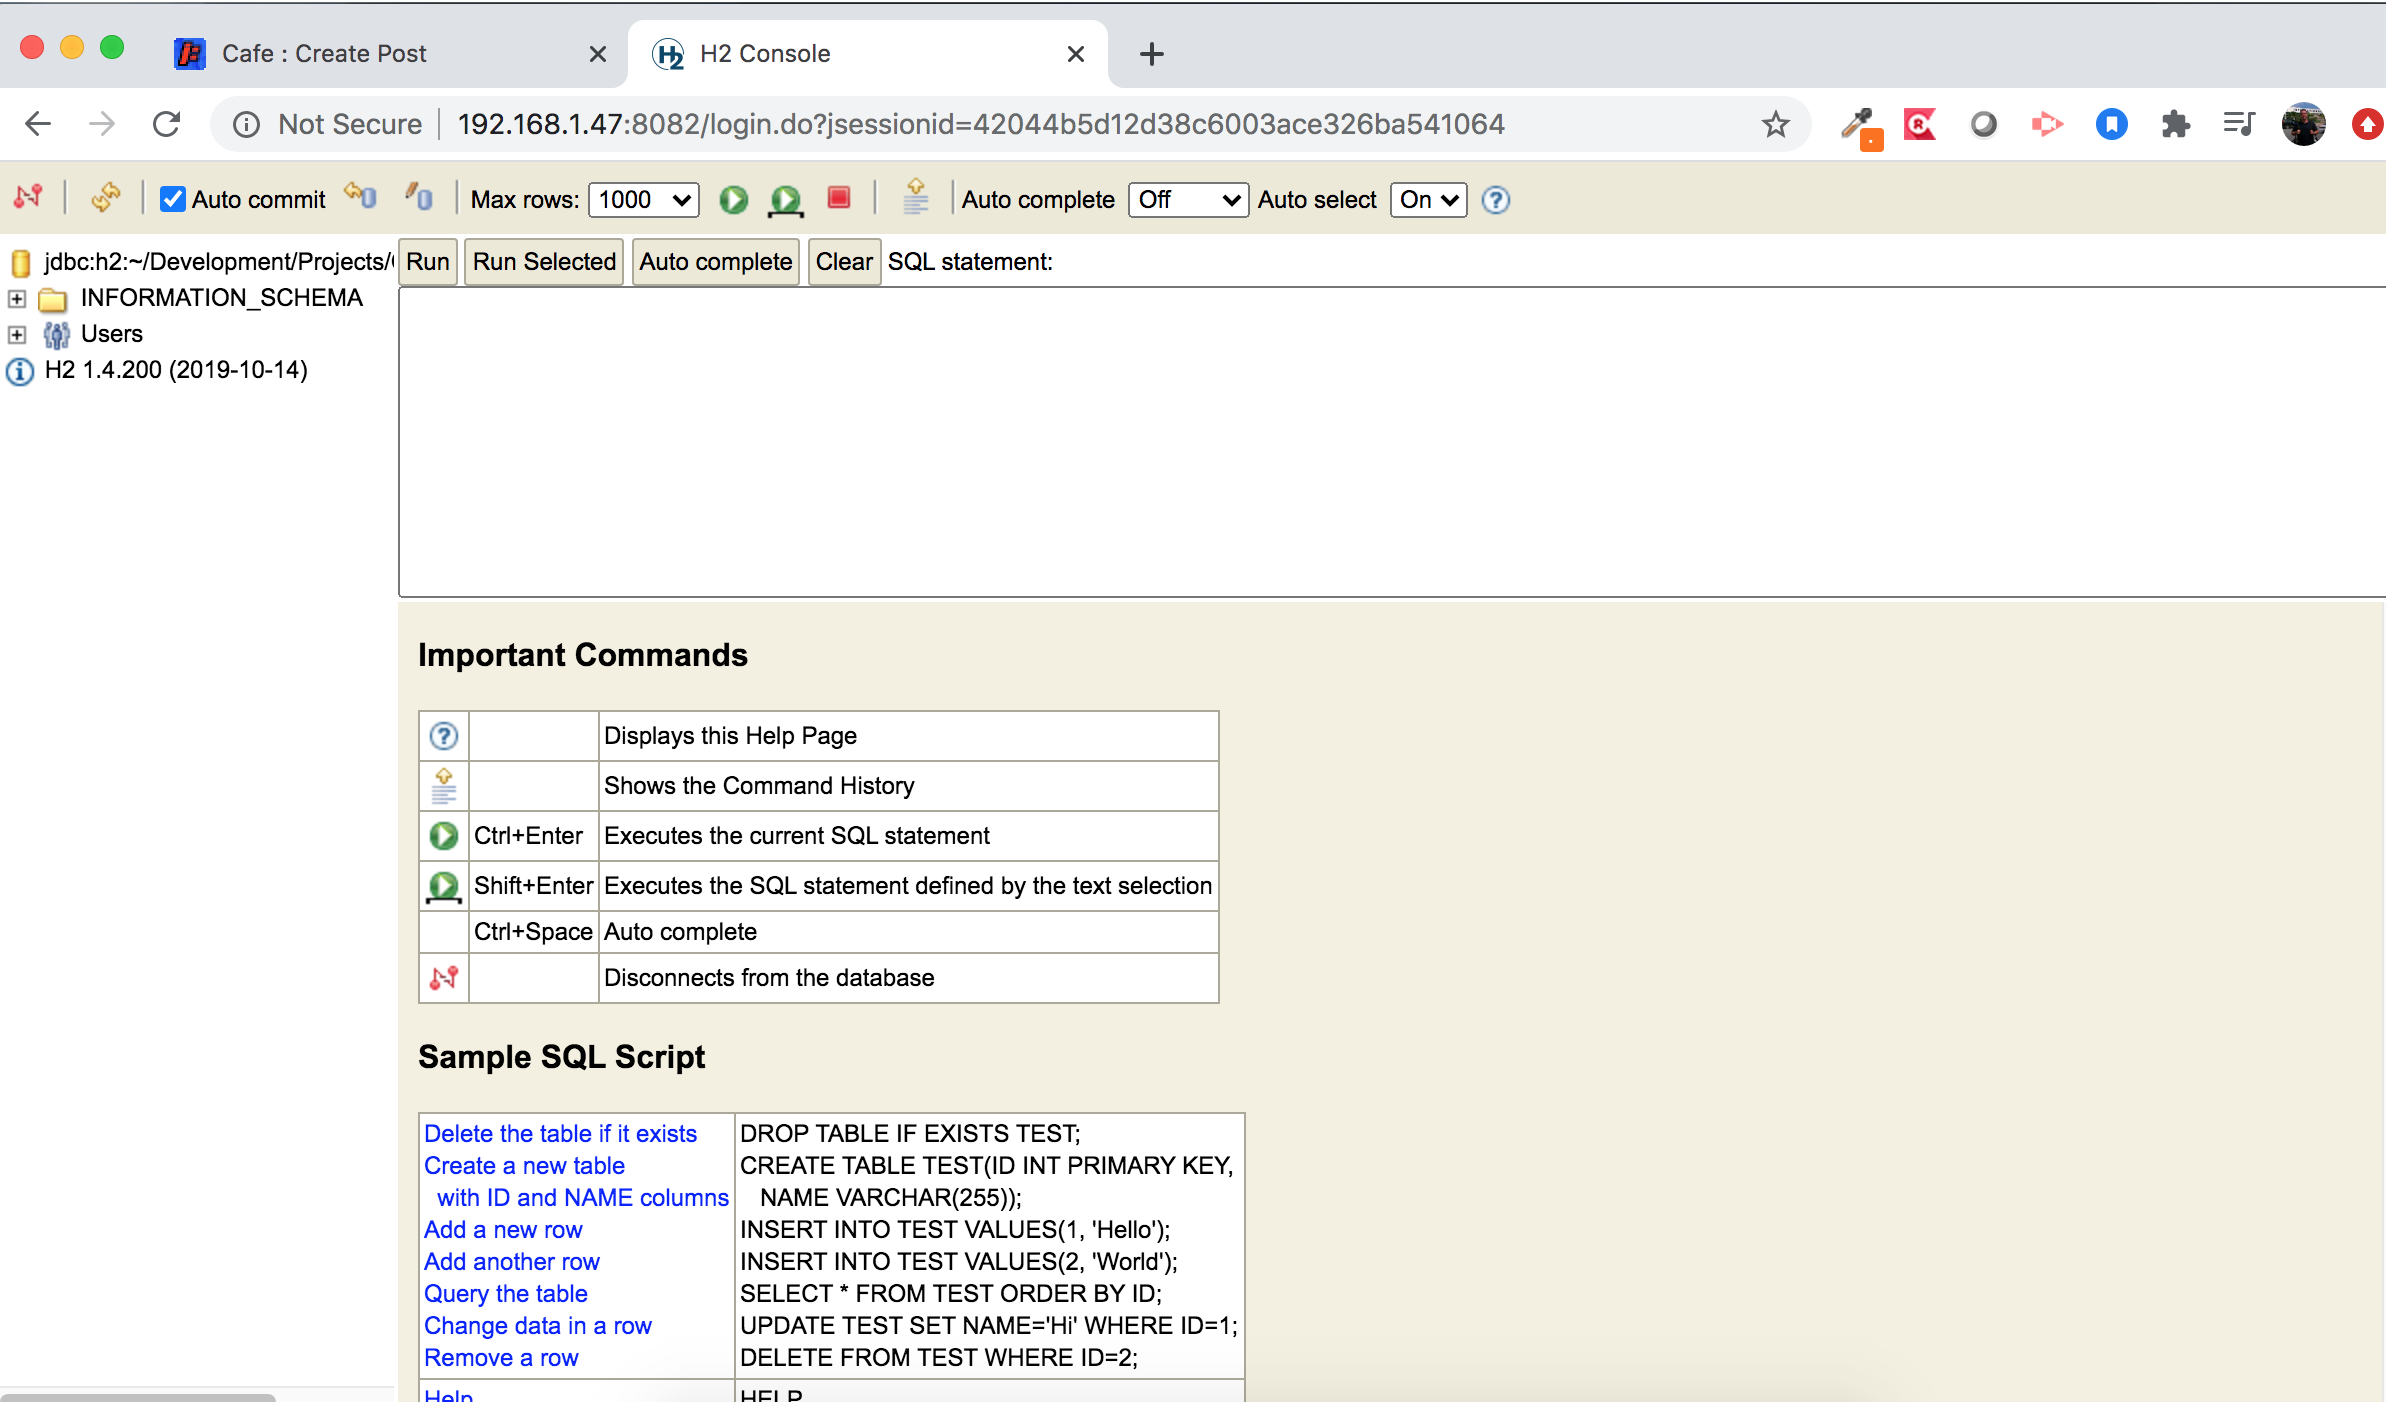 Cafe : Create Post
H2 Console
Not Secure
192.168.1.47:8082/login.do?jsessionid=42044b5d12d38c6003ace326ba541064
Auto commit
Max rows: 1000
Auto complete Off
Auto select On
jdbc:h2:~/Development/Projects/
INFORMATION_SCHEMA
Users
H2 1.4.200 (2019-10-14)
Run
Run Selected
Auto complete
Clear
SQL statement:
Important Commands
Displays this Help Page
Shows the Command History
Ctrl+Enter Executes the current SQL statement
Shift+Enter Executes the SQL statement defined by the text selection
Ctrl+Space Auto complete
Disconnects from the database
Sample SQL Script
Delete the table if it exists DROP TABLE IF EXISTS TEST;
Create a new table CREATE TABLE TEST(ID INT PRIMARY KEY,
with ID and NAME columns NAME VARCHAR(255));
Add a new row INSERT INTO TEST VALUES(1, 'Hello');
Add another row INSERT INTO TEST VALUES(2, 'World');
Query the table SELECT * FROM TEST ORDER BY ID;
Change data in a row UPDATE TEST SET NAME='Hi' WHERE ID=1;
Remove a row DELETE FROM TEST WHERE ID=2;
Help HELP